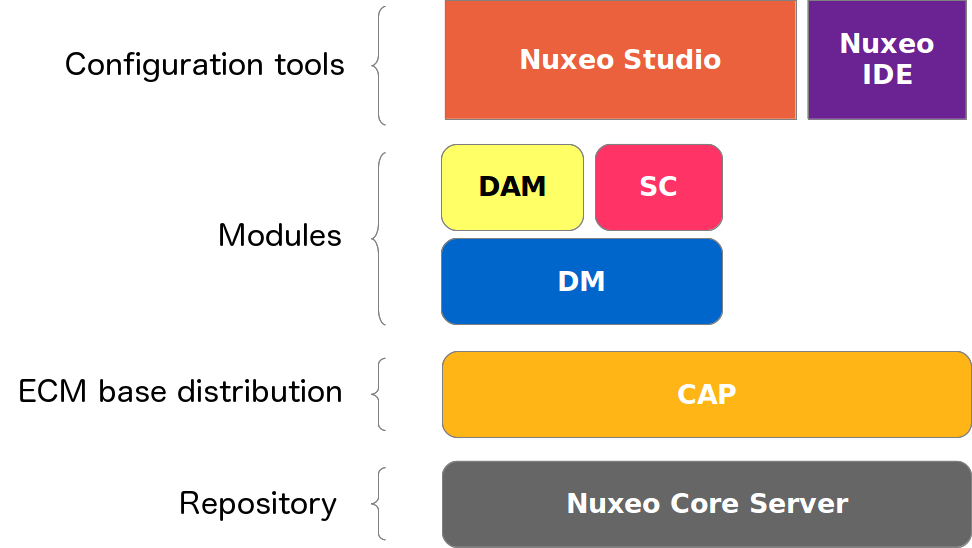 Configuration tools
Nuxeo Studio
Nuxeo
IDE
Modules
DAM
SC
DM
ECM base distribution
CAP
Repository
Nuxeo Core Server